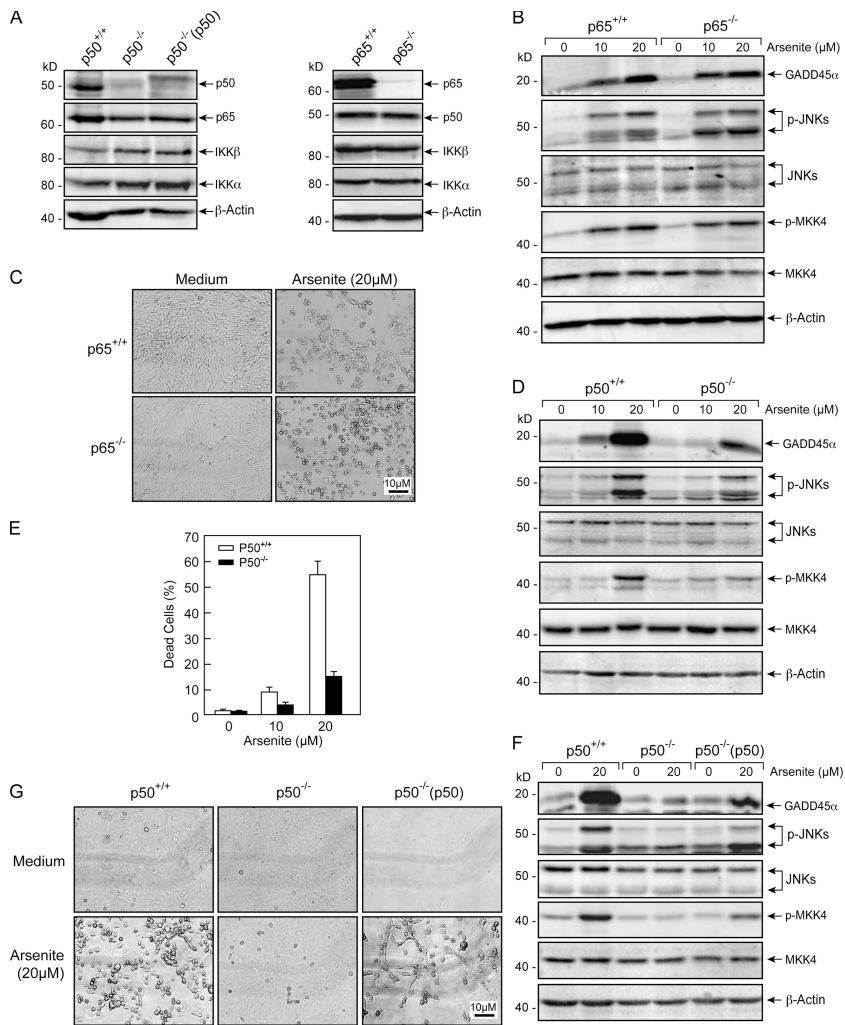 A
p50+/+ p50-/- p50-/-(p50)
kD
50 - p50
60 - p65
80 - IKKβ
80 - IKKα
40 - β-Actin
p65+/+ p65-/-
kD
60 - p65
50 - p50
80 - IKKβ
80 - IKKα
40 - β-Actin
B
p65+/+ p65-/-
0 10 20 0 10 20 Arsenite (µM)
kD
20 - GADD45α
50 - p-JNKs
50 - JNKs
40 - p-MKK4
40 - MKK4
40 - β-Actin
C
Medium Arsenite (20µM)
p65+/+
p65-/-
10µM
D
p50+/+ p50-/-
0 10 20 0 10 20 Arsenite (µM)
kD
20 - GADD45α
50 - p-JNKs
50 - JNKs
40 - p-MKK4
40 - MKK4
40 - β-Actin
E
P50+/+
P50-/-
Dead Cells (%)
70
60
50
40
30
20
10
0
0 10 20
Arsenite (µM)
F
p50+/+ p50-/- p50-/-(p50)
0 20 0 20 0 20 Arsenite (µM)
kD
20 - GADD45α
50 - p-JNKs
50 - JNKs
40 - p-MKK4
40 - MKK4
40 - β-Actin
G
p50+/+ p50-/- p50-/-(p50)
Medium
Arsenite
(20µM)
10µM